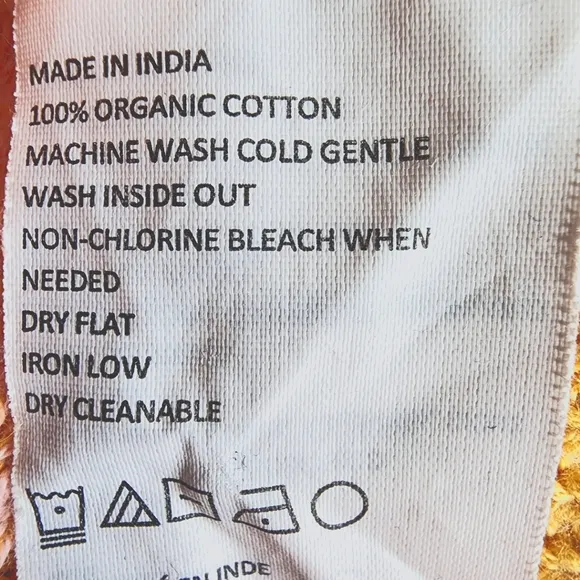 MADE IN INDIA
100% ORGANIC COTTON
MACHINE WASH COLD GENTLE
WASH INSIDE OUT
NON-CHLORINE BLEACH WHEN
NEEDED
DRY FLAT
IRON LOW
DRY CLEANABLE
INDE